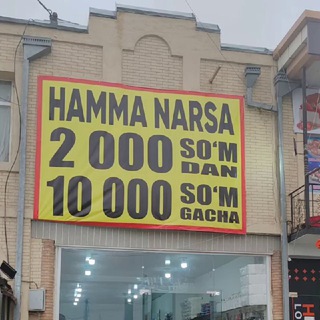 HAMMA NARSA
2 000 SO‘M DAN
10 000 SO‘M GACHA